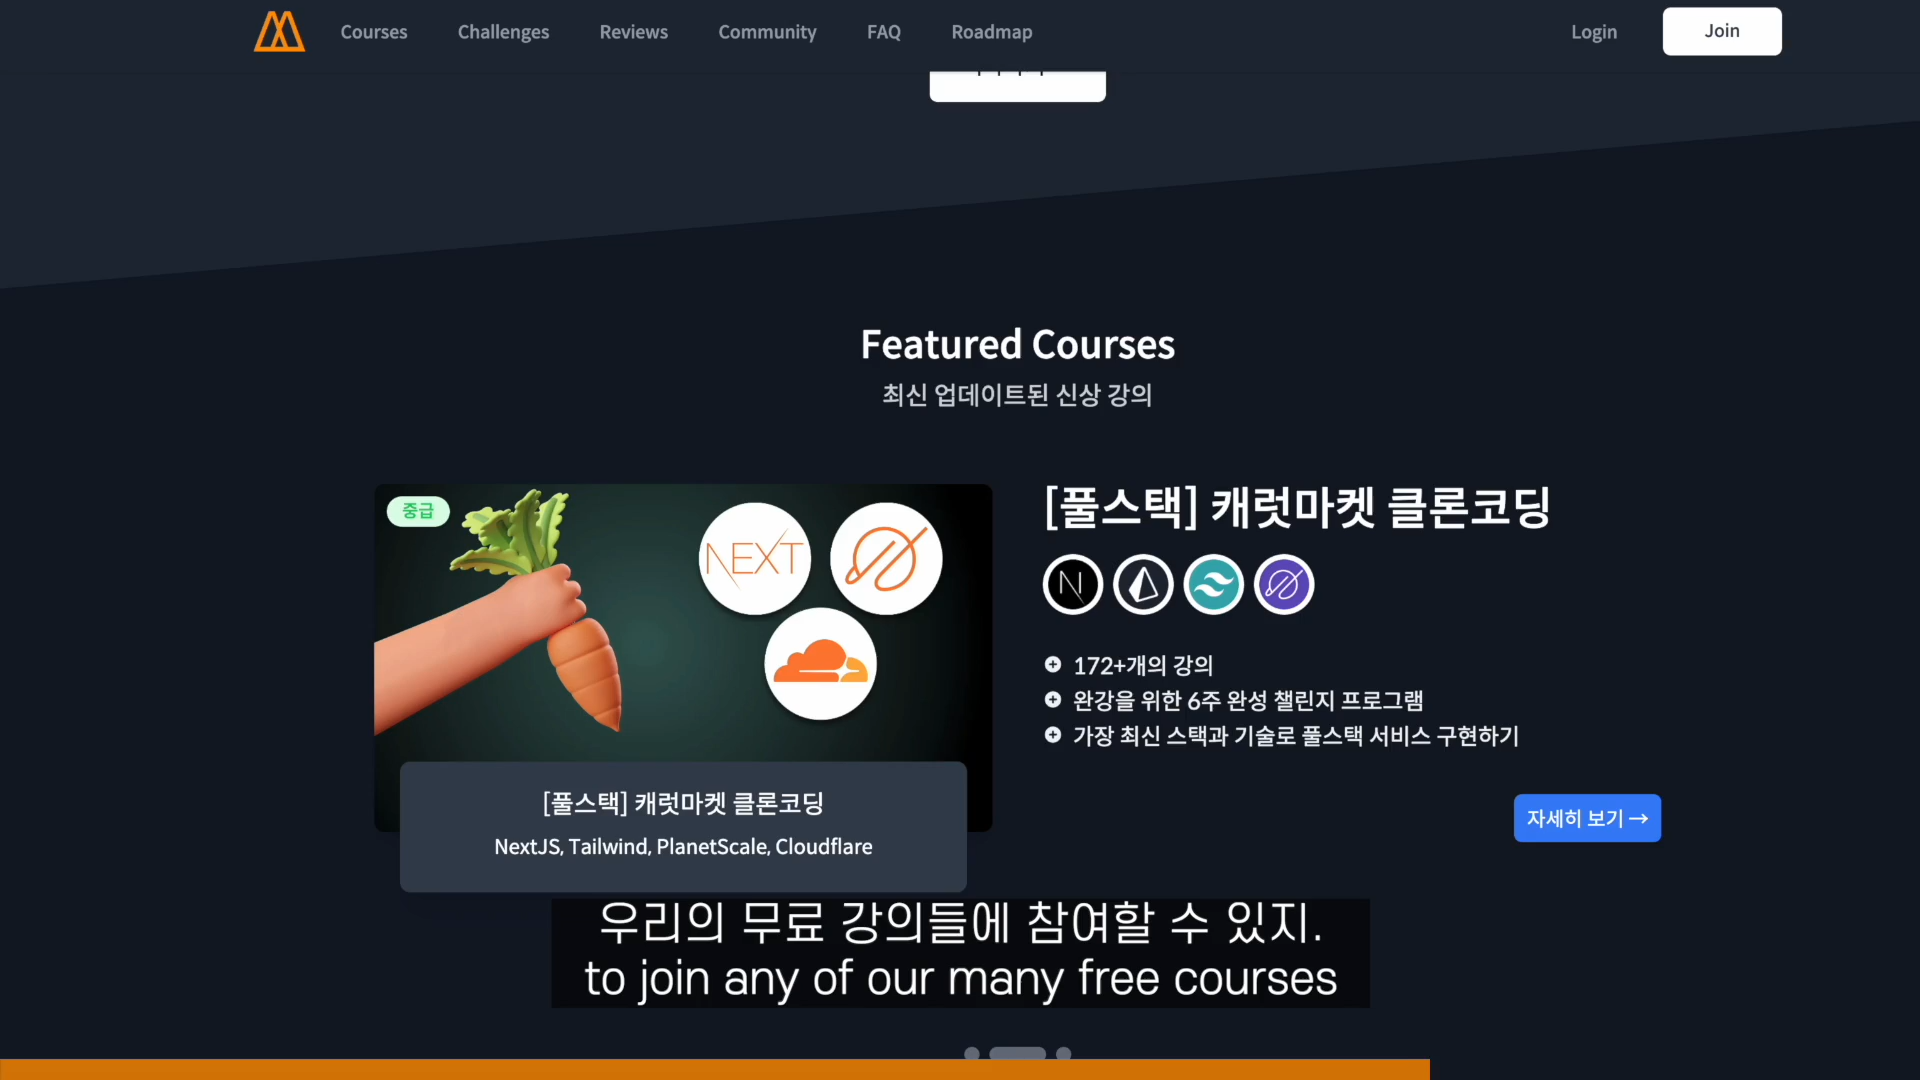 Courses
Challenges
Reviews
Community
FAQ
Roadmap
Login
Join
Featured Courses
최신 업데이트된 신상 강의
중급
NEXT
[풀스택] 캐럿마켓 클론코딩
NextJS, Tailwind, PlanetScale, Cloudflare
[풀스택] 캐럿마켓 클론코딩
N
172+개의 강의
완강을 위한 6주 완성 챌린지 프로그램
가장 최신 스택과 기술로 풀스택 서비스 구현하기
자세히 보기 →
우리의 무료 강의들에 참여할 수 있지.
to join any of our many free courses